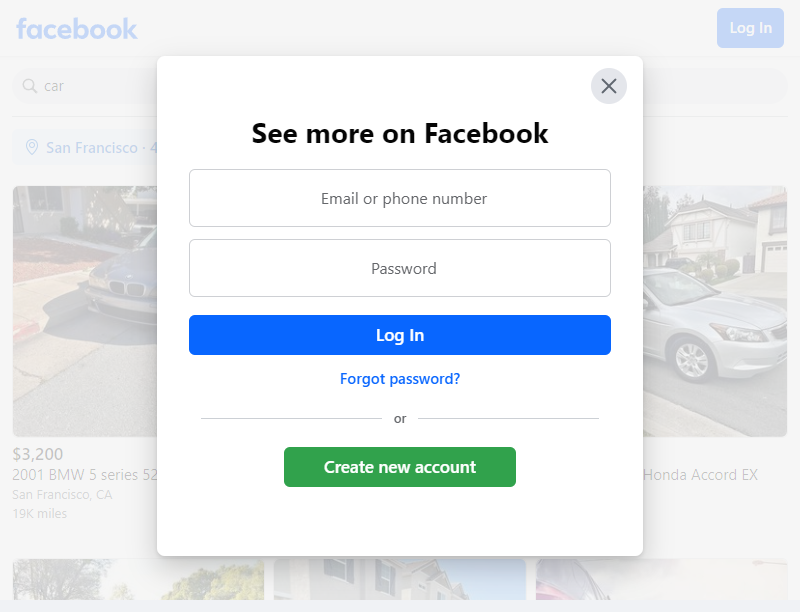 facebook
Log In
car
San Francisco · 4
See more on Facebook
Email or phone number
Password
Log In
Forgot password?
or
Create new account
$3,200
2001 BMW 5 series 52
San Francisco, CA
19K miles
Honda Accord EX